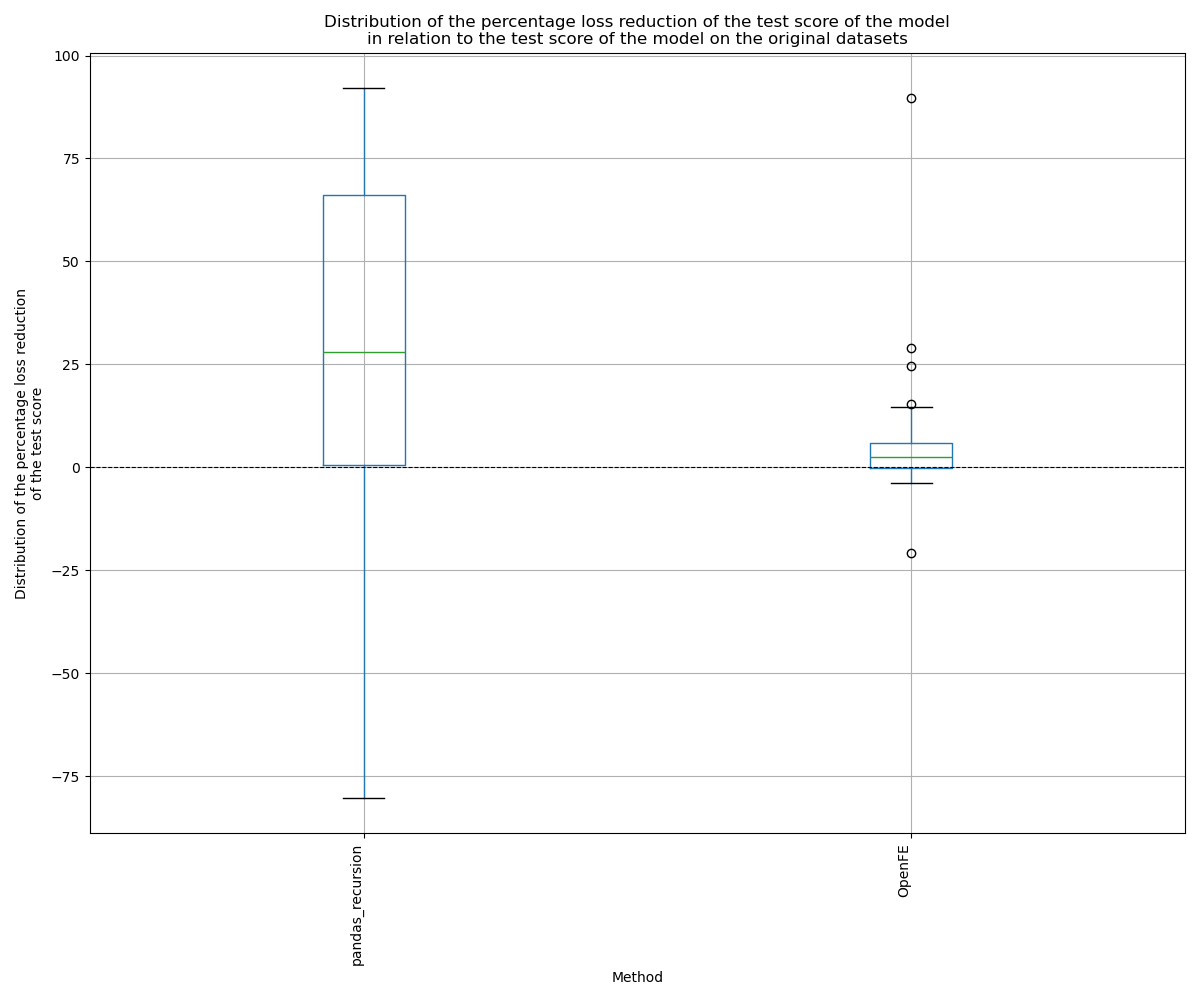 Distribution of the percentage loss reduction of the test score of the model
in relation to the test score of the model on the original datasets
Distribution of the percentage loss reduction
of the test score
100
75
50
25
0
−25
−50
−75
pandas_recursion
OpenFE
Method